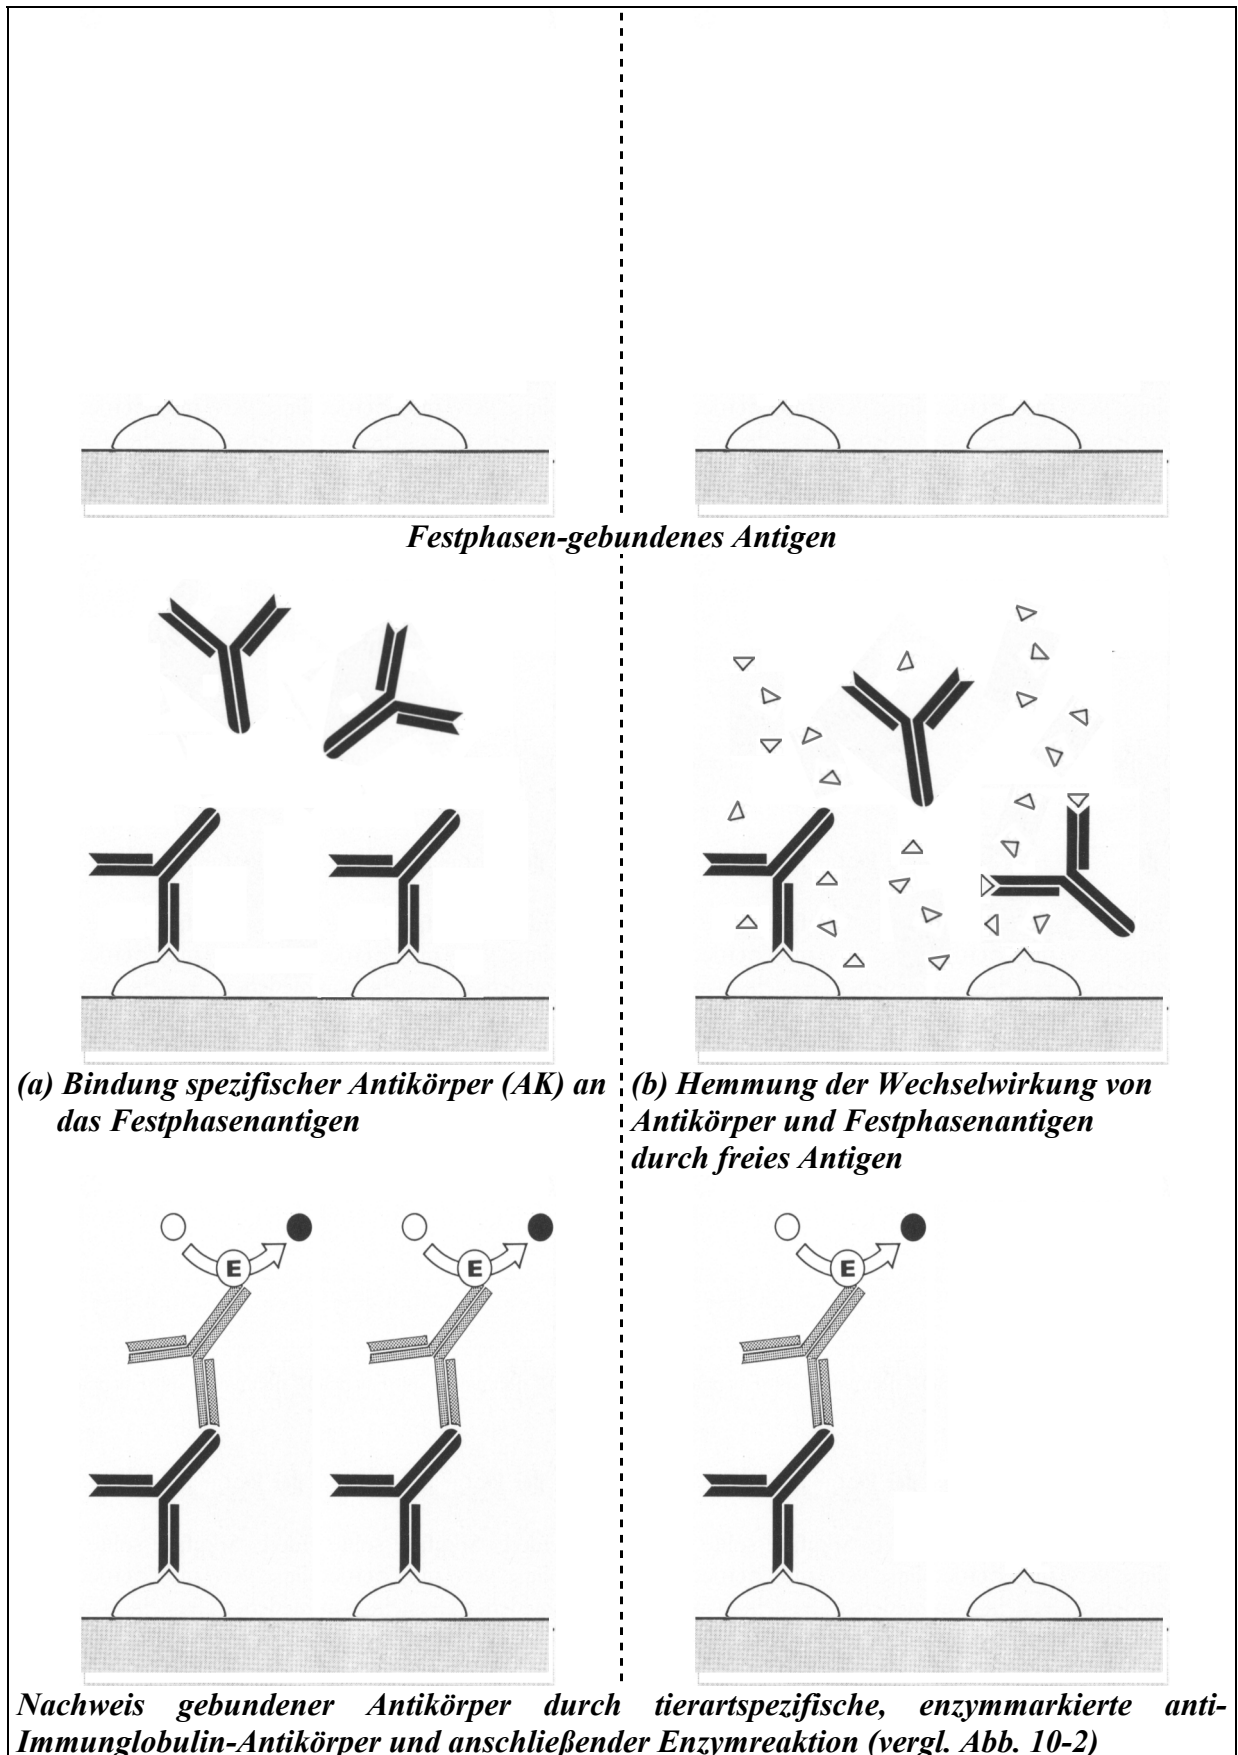 Festphasen-gebundenes Antigen
(a) Bindung spezifischer Antikörper (AK) an
das Festphasenantigen
(b) Hemmung der Wechselwirkung von
Antikörper und Festphasenantigen
durch freies Antigen
E
E
E
Nachweis gebundener Antikörper durch tierartspezifische, enzymmarkierte anti-
Immunglobulin-Antikörper und anschließender Enzymreaktion (vergl. Abb. 10-2)